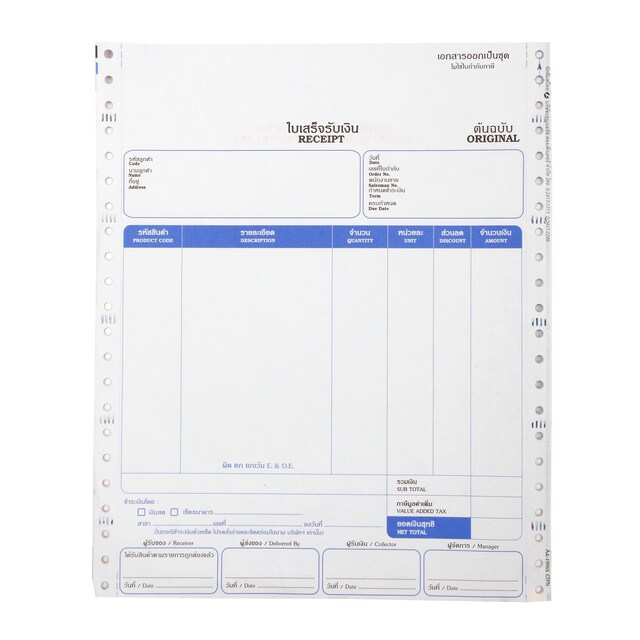 เอกสารออกเป็นชุด
ไม่ใช่ใบกำกับภาษี
ใบเสร็จรับเงิน
RECEIPT
ต้นฉบับ
ORIGINAL
รหัสลูกค้า
Code
นามลูกค้า
Name
ที่อยู่
Address
วันที่
Date
เลขที่ใบกำกับ
Order No.
พนักงานขาย
Salesman No.
กำหนดชำระเงิน
Term
ครบกำหนด
Due Date
รหัสสินค้า รายละเอียด จำนวน หน่วยละ ส่วนลด จำนวนเงิน
PRODUCT CODE DESCRIPTION QUANTITY UNIT DISCOUNT AMOUNT
ผิด ตก ยกเว้น E. & O.E.
รวมเงิน
SUB TOTAL
ภาษีมูลค่าเพิ่ม
VALUE ADDED TAX
ยอดเงินสุทธิ
NET TOTAL
ชำระเงินโดย :
เงินสด เช็คธนาคาร
สาขา เลขที่ ลงวันที่
ผู้รับของ / Receiver ผู้ส่งของ / Delivered By ผู้รับเงิน / Collector ผู้จัดการ / Manager
ได้รับสินค้าตามรายการถูกต้องแล้ว
วันที่ / Date วันที่ / Date วันที่ / Date วันที่ / Date